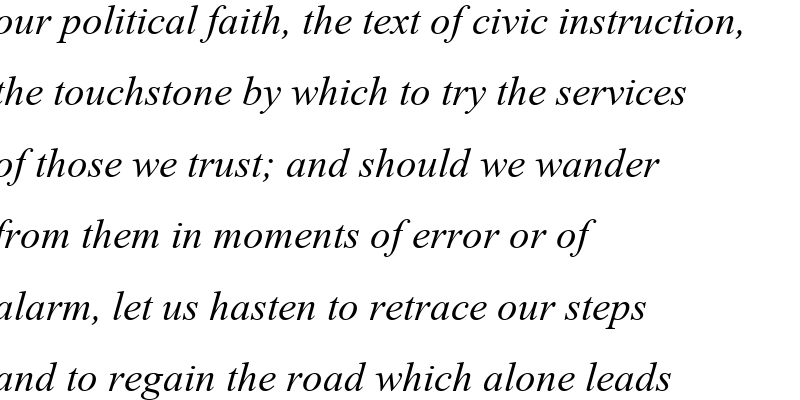 our political faith, the text of civic instruction,
the touchstone by which to try the services
of those we trust; and should we wander
from them in moments of error or of
alarm, let us hasten to retrace our steps
and to regain the road which alone leads